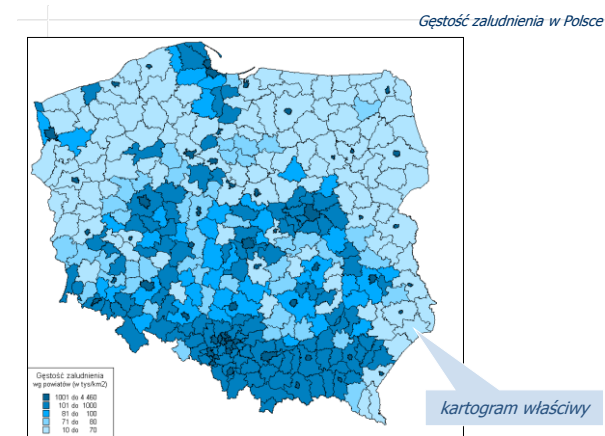 Gęstość zaludnienia w Polsce
Gęstość zaludnienia
wg powiatów (w tys/km2)
1001 do 4 460
101 do 1000
81 do 100
71 do 80
10 do 70
kartogram właściwy